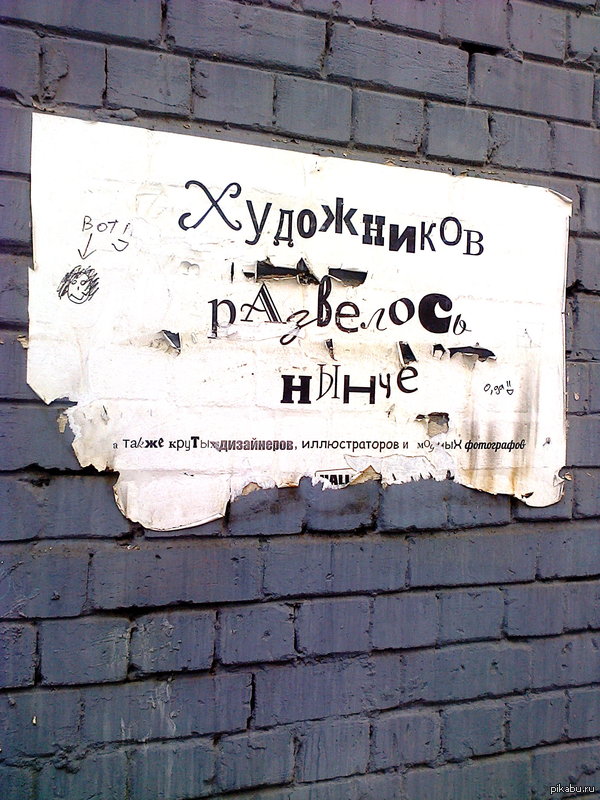 Вот!
Художников
развелось
нынче
о, да!!
а также крутых дизайнеров, иллюстраторов и модных фотографов
pikabu.ru